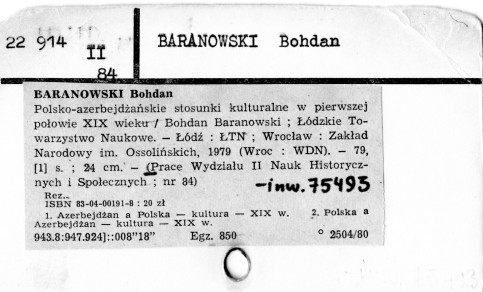 22 914
II
84
BARANOWSKI Bohdan
BARANOWSKI Bohdan
Polsko-azerbejdżańskie stosunki kulturalne w pierwszej
połowie XIX wieku / Bohdan Baranowski ; Łódzkie To-
warzystwo Naukowe. — Łódź : ŁTN ; Wrocław : Zakład
Narodowy im. Ossolińskich, 1979 (Wroc : WDN). — 79,
[1] s. ; 24 cm. — (Prace Wydziału II Nauk Historycz-
nych i Społecznych ; nr 84)
-inw. 75493
Rez..
ISBN 83-04-00191-8 : 20 zł
1. Azerbejdżan a Polska — kultura — XIX w. 2. Polska a
Azerbejdżan — kultura — XIX w.
943.8:947.924]::008"18" Egz. 850 ° 2504/80